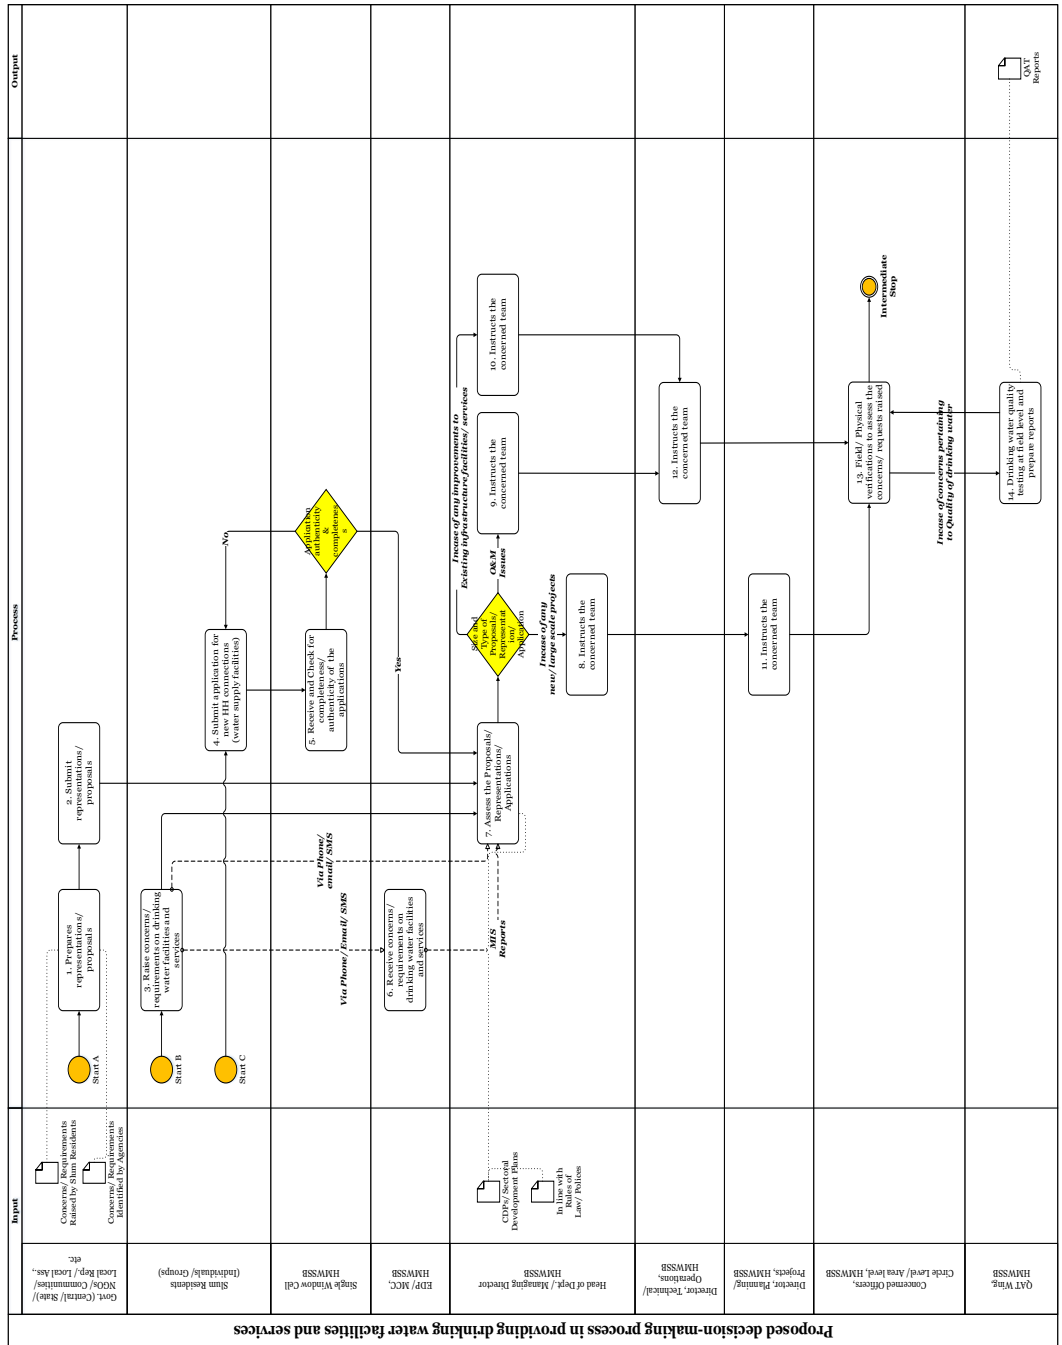 Proposed decision-making process in providing drinking water facilities and services
Input
Process
Output
Govt. (Central/ State)/
NGOs/ Communities/
Local Rep./ Local Ass.,
etc
Concerns/ Requirements
Raised by Slum Residents
Concerns/ Requirements
Identified by Agencies
Start A
1. Prepares
representations/
proposals
2. Submit
representations/
proposals
Slum Residents
(Individuals/ Groups)
Start B
3. Raise concerns/
requirements on drinking
water facilities and
services
Start C
4. Submit application for
new HH connections
(water supply facilities)
No
Single Window Cell
HMWSSB
Via Phone/ Email/ SMS
Via Phone/
email/ SMS
5. Receive and Check for
completeness/
authenticity of the
applications
Application
authenticity
&
completenes
s
Yes
EDP/ MCC,
HMWSSB
6. Receive concerns/
requirements on
drinking water facilities
and services
Head of Dept./ Managing Director
HMWSSB
CDPs/ Sectoral
Development Plans
In line with
Rules of
Law/ Polices
MIS
Reports
7. Assess the Proposals/
Representations/
Applications
Size and
Type of
Proposals/
Representat
ion/
Application
Incase of any improvements to
Existing infrastructure facilities/ services
O&M
Issues
Incase of any
new/ large scale projects
8. Instructs the
concerned team
9. Instructs the
concerned team
10. Instructs the
concerned team
Director, Technical/
Operations,
HMWSSB
12. Instructs the
concerned team
Director, Planning/
Projects, HMWSSB
11. Instructs the
concerned team
Concerned Officers,
Circle Level/ Area level, HMWSSB
13. Field/ Physical
verifications to assess the
concerns/ requests raised
Intermediate
Stop
Incase of concerns pertaining
to Quality of drinking water
QAT Wing,
HMWSSB
14. Drinking water quality
testing at field level and
prepare reports
QAT
Reports